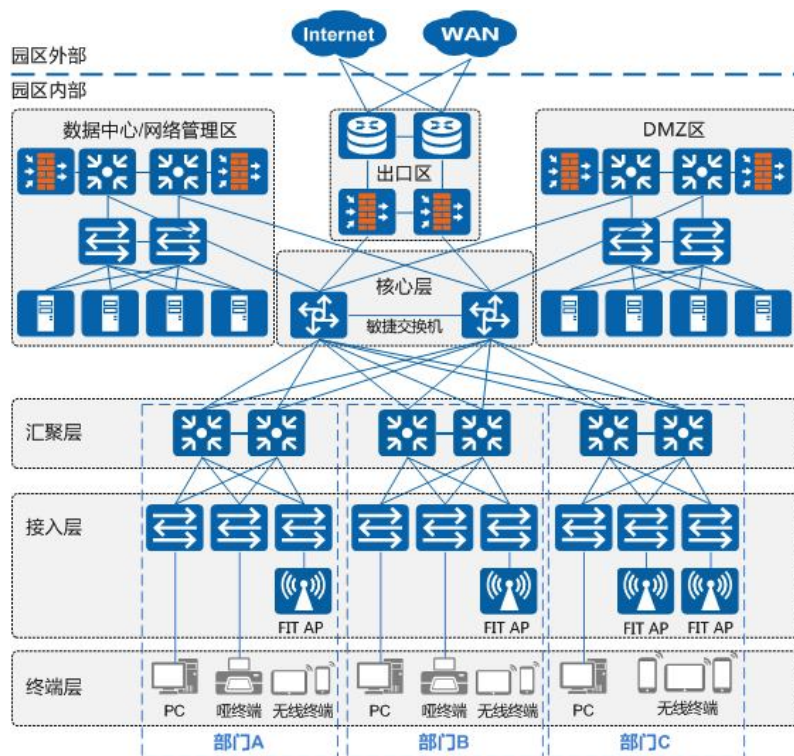 Internet
WAN
园区外部
园区内部
数据中心/网络管理区
出口区
DMZ区
核心层
敏捷交换机
汇聚层
接入层
FIT AP
FIT AP
FIT AP
FIT AP
终端层
PC
哑终端
无线终端
PC
哑终端
无线终端
PC
无线终端
部门A
部门B
部门C